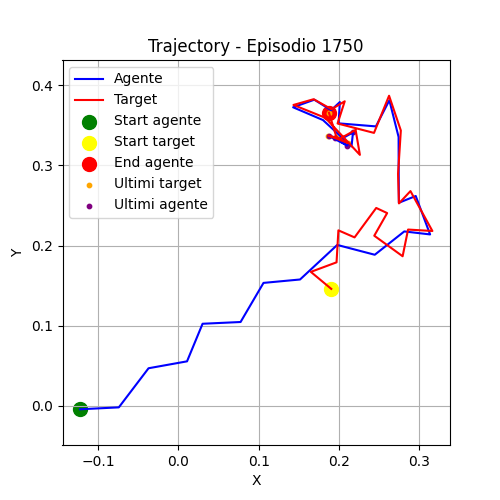 Trajectory - Episodio 1750
Agente
Target
Start agente
Start target
End agente
Ultimi target
Ultimi agente
0.4
0.3
0.2
0.1
0.0
Y
−0.1
0.0
0.1
0.2
0.3
X